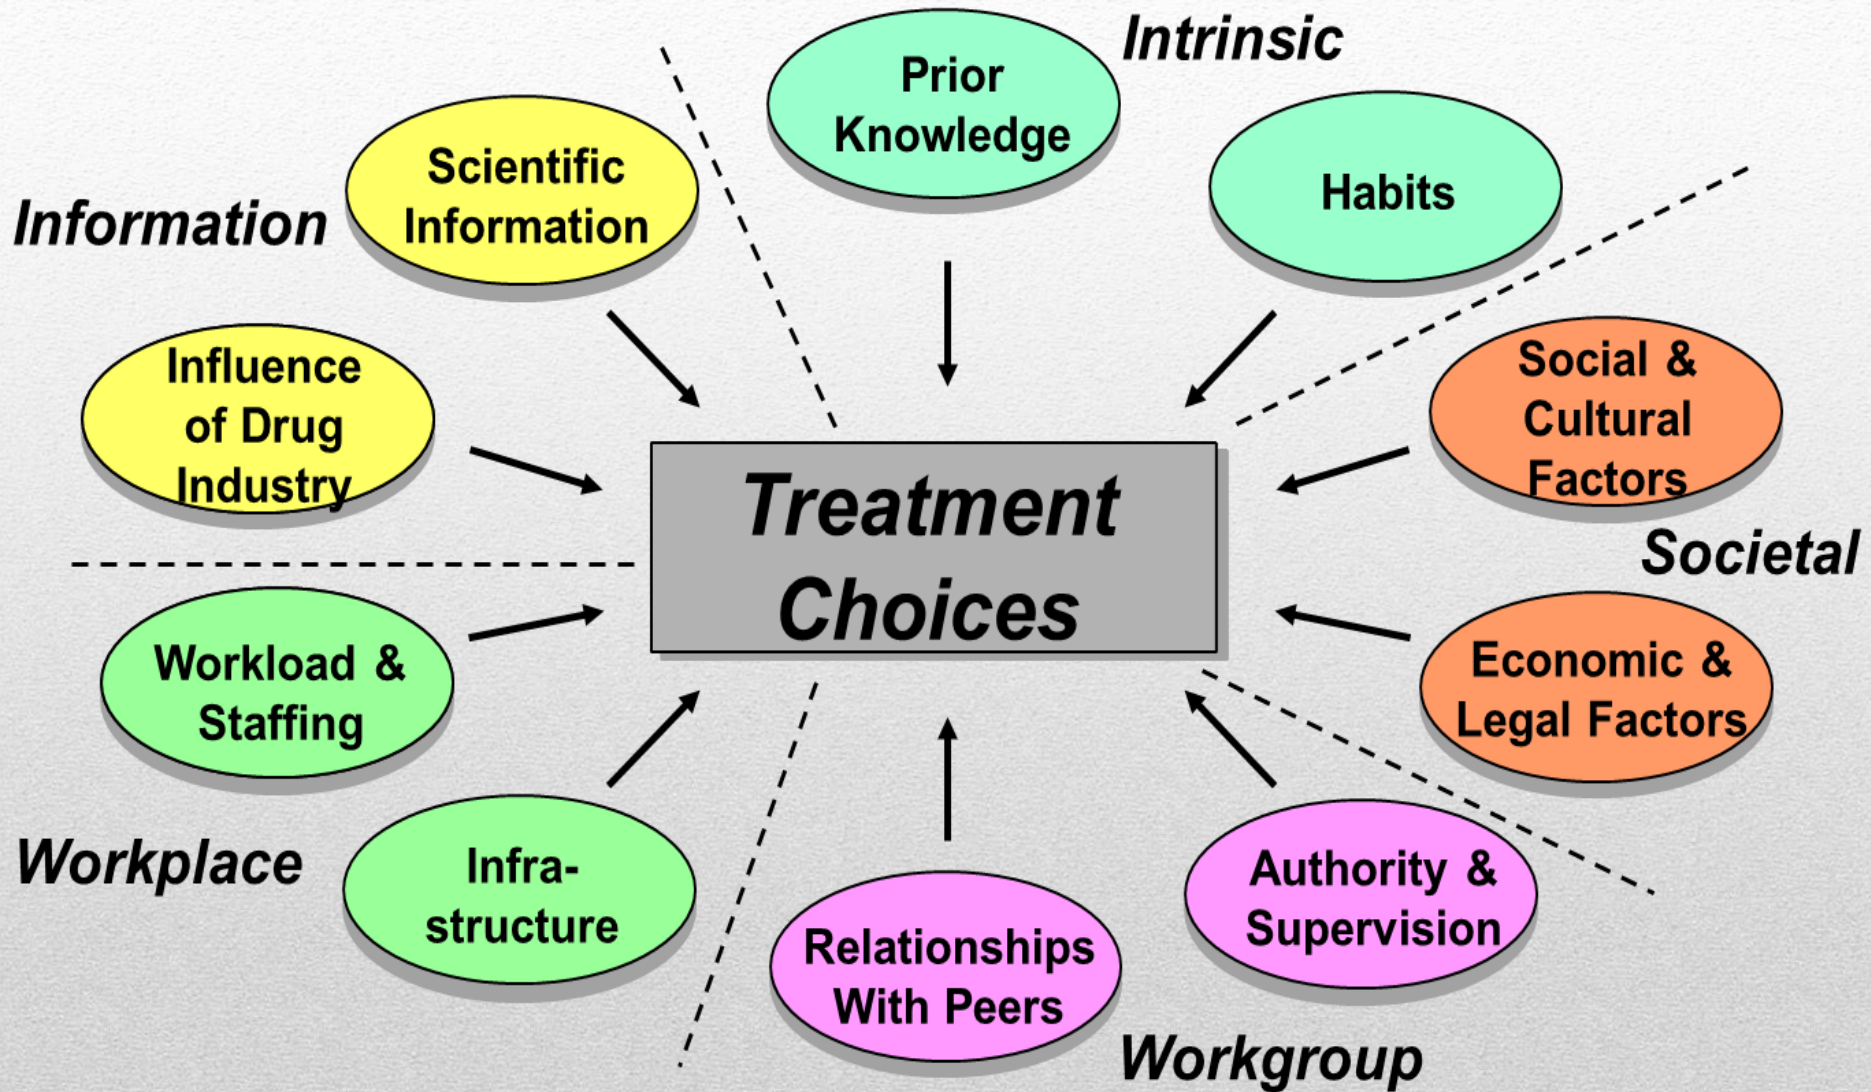 Intrinsic
Prior
Knowledge
Habits
Scientific
Information
Information
Influence
of Drug
Industry
Social &
Cultural
Factors
Treatment
Choices
Societal
Workload &
Staffing
Economic &
Legal Factors
Workplace
Infra-
structure
Relationships
With Peers
Authority &
Supervision
Workgroup